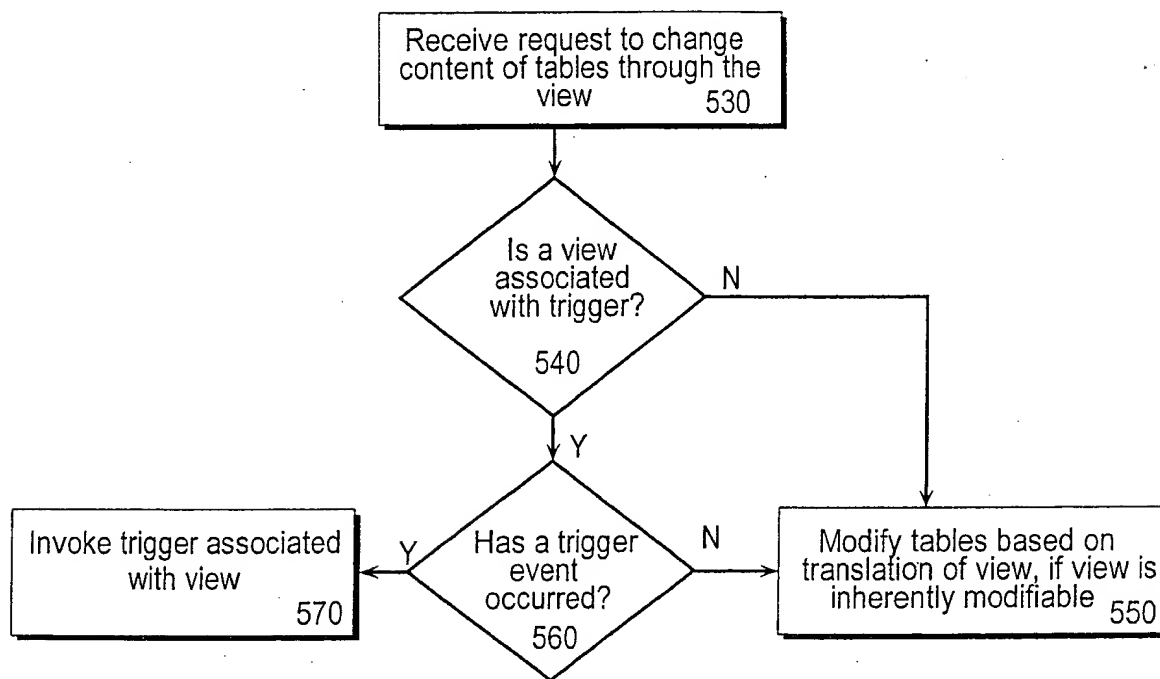 Receive request to change
content of tables through the
view
530
Is a view
associated
with trigger?
N
540
Y
Invoke trigger associated
with view
570
Y
Has a trigger
event
occurred?
560
N
Modify tables based on
translation of view, if view is
inherently modifiable
550